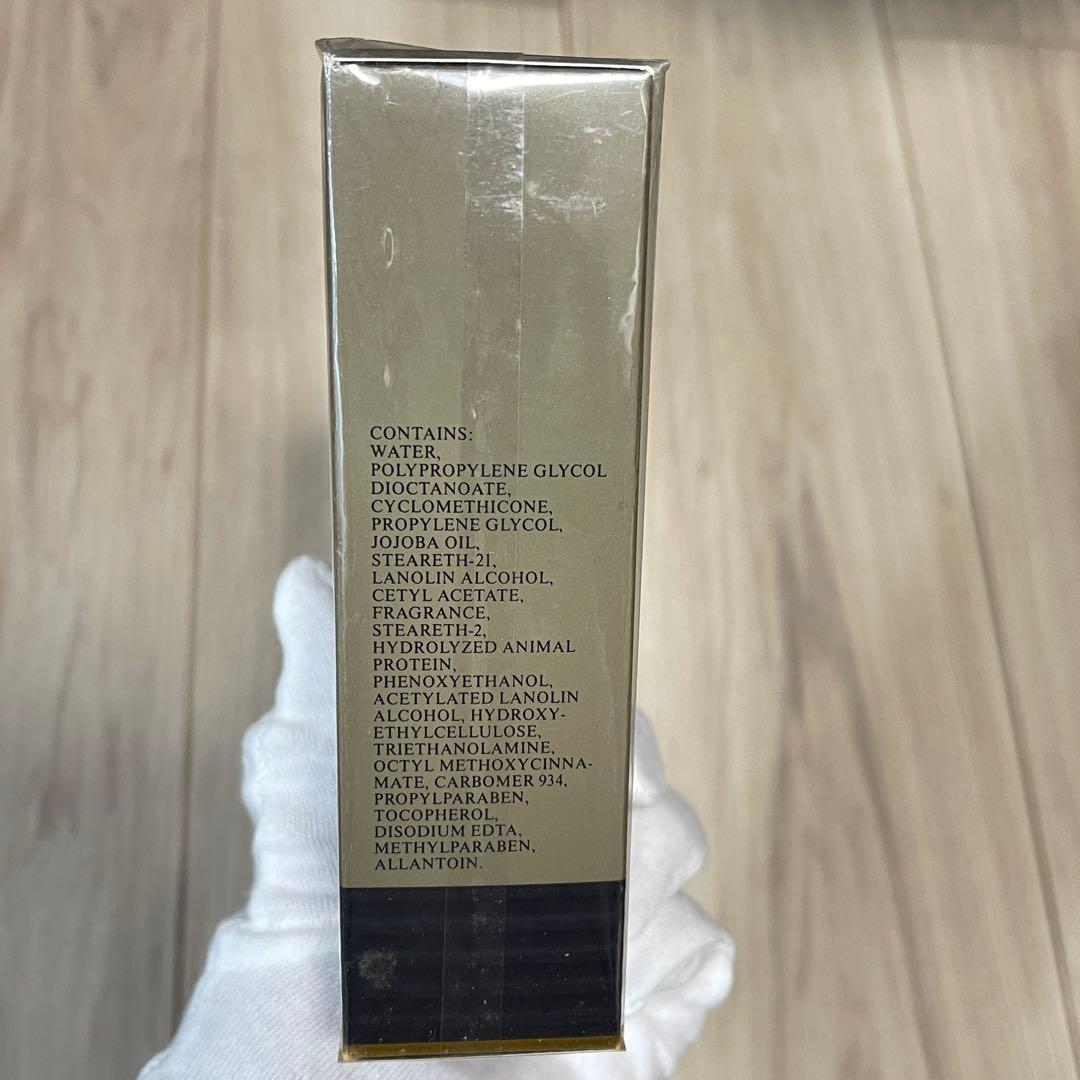 CONTAINS:
WATER,
POLYPROPYLENE GLYCOL
DIOCTANOATE,
CYCLOMETHICONE,
PROPYLENE GLYCOL,
JOJOBA OIL,
STEARETH-21,
LANOLIN ALCOHOL,
CETYL ACETATE,
FRAGRANCE,
STEARETH-2,
HYDROLYZED ANIMAL
PROTEIN,
PHENOXYETHANOL,
ACETYLATED LANOLIN
ALCOHOL, HYDROXY-
ETHYLCELLULOSE,
TRIETHANOLAMINE,
OCTYL METHOXYCINNA-
MATE, CARBOMER 934,
PROPYLPARABEN,
TOCOPHEROL,
DISODIUM EDTA,
METHYLPARABEN,
ALLANTOIN.